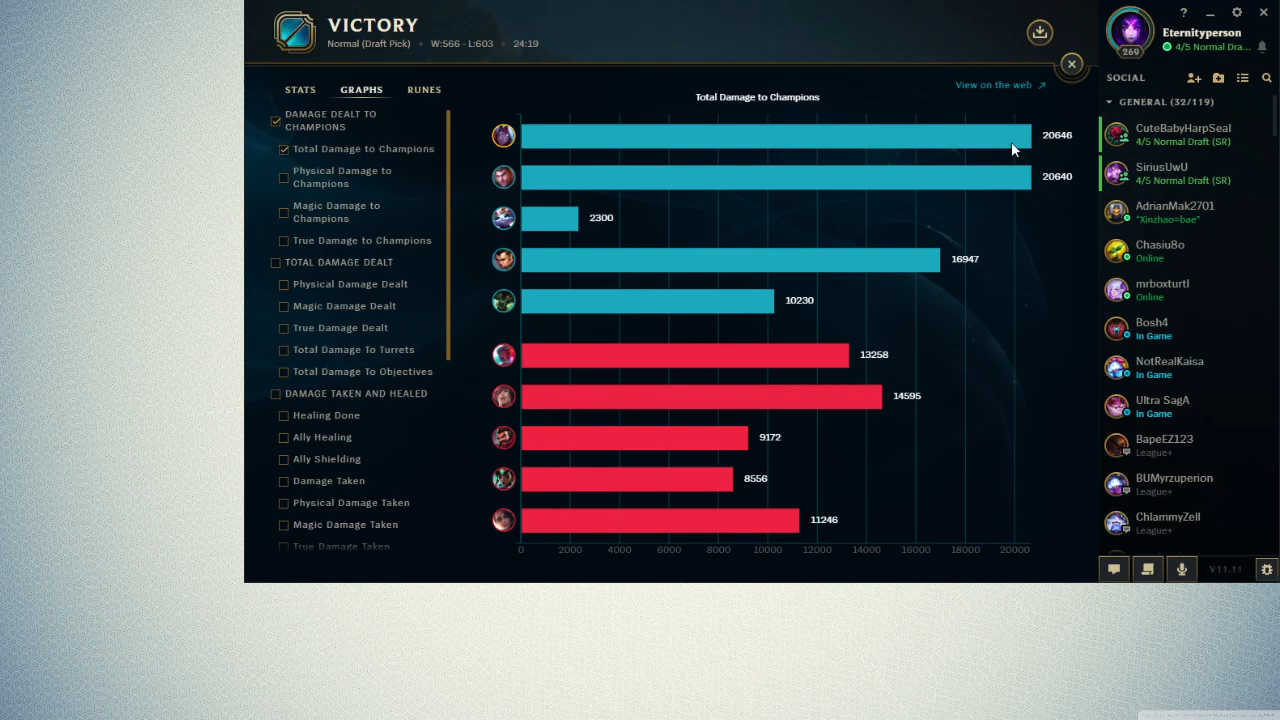 VICTORY
Normal (Draft Pick) • W:566 - L:603 • 24:19
269
Eternityperson
4/5 Normal Dra...
SOCIAL
GENERAL (32/119)
CuteBabyHarpSeal
4/5 Normal Draft (SR)
SiriusUwU
4/5 Normal Draft (SR)
AdrianMak2701
"Xinzhao=bae"
Chasiu8o
Online
mrboxturtl
Online
Bosh4
In Game
NotRealKaisa
In Game
Ultra SagA
In Game
BapeEZ123
League+
BUMyrzuperion
League+
ChlammyZell
League+
V11.11
STATS
GRAPHS
RUNES
View on the web
DAMAGE DEALT TO
CHAMPIONS
Total Damage to Champions
Physical Damage to
Champions
Magic Damage to
Champions
True Damage to Champions
TOTAL DAMAGE DEALT
Physical Damage Dealt
Magic Damage Dealt
True Damage Dealt
Total Damage To Turrets
Total Damage To Objectives
DAMAGE TAKEN AND HEALED
Healing Done
Ally Healing
Ally Shielding
Damage Taken
Physical Damage Taken
Magic Damage Taken
True Damage Taken
Total Damage to Champions
20646
20640
2300
16947
10230
13258
14595
9172
8556
11246
0 2000 4000 6000 8000 10000 12000 14000 16000 18000 20000